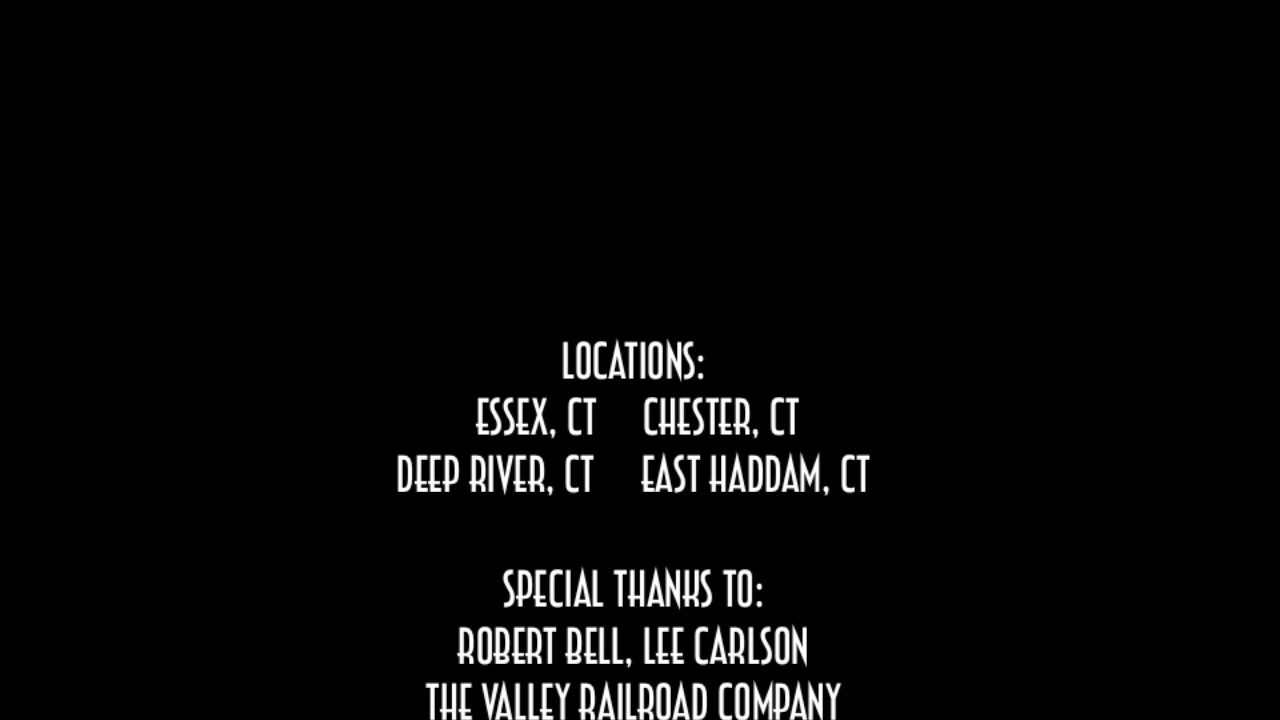 LOCATIONS:
ESSEX, CT CHESTER, CT
DEEP RIVER, CT EAST HADDAM, CT
SPECIAL THANKS TO:
ROBERT BELL, LEE CARLSON
THE VALLEY RAILROAD COMPANY